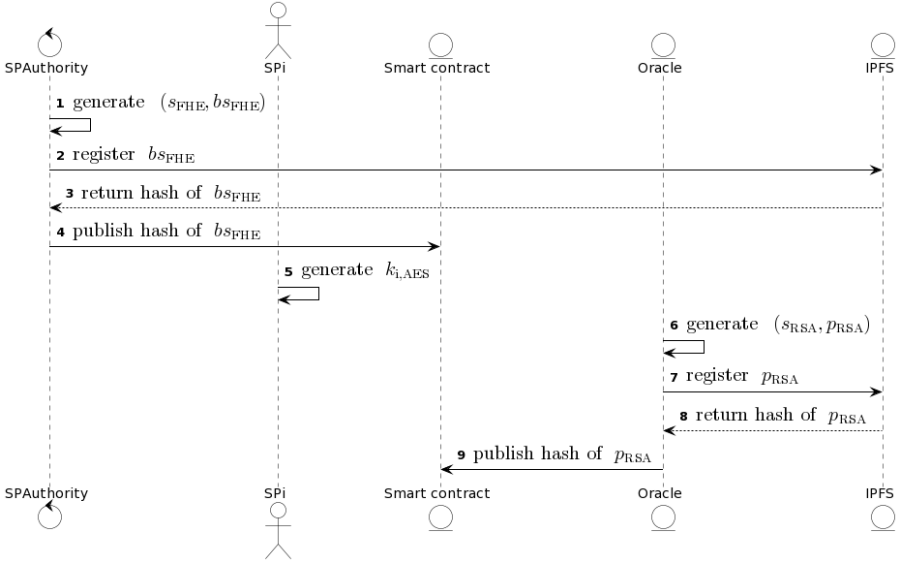 SPAuthority SPi Smart contract Oracle IPFS
1 generate (s_FHE, bs_FHE)
2 register bs_FHE
3 return hash of bs_FHE
4 publish hash of bs_FHE
5 generate k_i,AES
6 generate (s_RSA, p_RSA)
7 register p_RSA
8 return hash of p_RSA
9 publish hash of p_RSA
SPAuthority SPi Smart contract Oracle IPFS